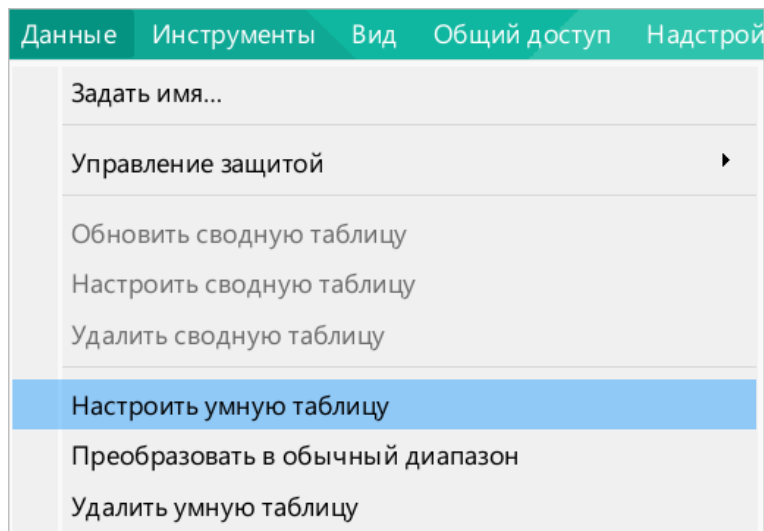 Данные Инструменты Вид Общий доступ Надстрой
Задать имя...
Управление защитой
Обновить сводную таблицу
Настроить сводную таблицу
Удалить сводную таблицу
Настроить умную таблицу
Преобразовать в обычный диапазон
Удалить умную таблицу